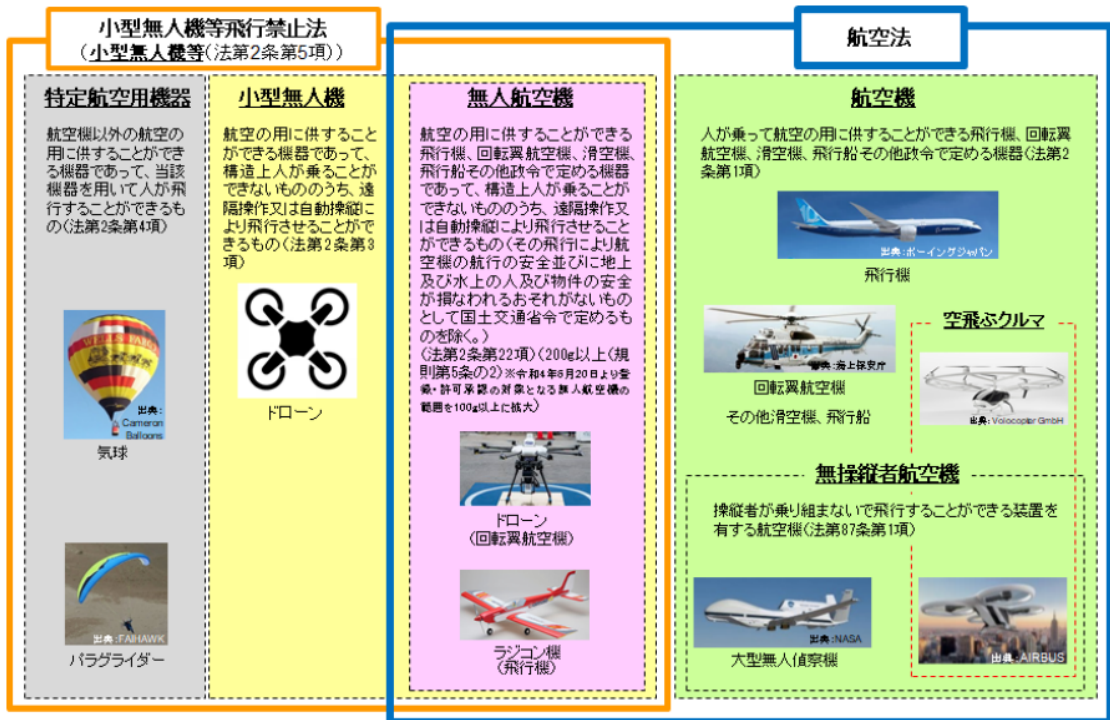 小型無人機等飛行禁止法
(小型無人機等(法第2条第5項))
航空法
特定航空用機器
航空機以外の航空の
用に供することができ
る機器であって、当該
機器を用いて人が飛
行することができるも
の(法第2条第4項)
出典:
Cameron
Balloons
気球
出典:FAIHAWK
パラグライダー
小型無人機
航空の用に供すること
ができる機器であって、
構造上人が乗ることが
できないもののうち、遠
隔操作又は自動操縦に
より飛行させることがで
きるもの(法第2条第3
項)
ドローン
無人航空機
航空の用に供することができる
飛行機、回転翼航空機、滑空機、
飛行船その他政令で定める機器
であって、構造上人が乗ることが
できないもののうち、遠隔操作又
は自動操縦により飛行させること
ができるもの(その飛行により航
空機の航行の安全並びに地上
及び水上の人及び物件の安全
が損なわれるおそれがないもの
として国土交通省令で定めるも
のを除く。)
(法第2条第22項)(200g以上(規
則第5条の2)※令和4年6月20日より登
録・許可承認の対象となる無人航空機の
範囲を100g以上に拡大)
ドローン
(回転翼航空機)
ラジコン機
(飛行機)
航空機
人が乗って航空の用に供することができる飛行機、回転翼
航空機、滑空機、飛行船その他政令で定める機器(法第2
条第1項)
出典:ボーイングジャパン
飛行機
出典:海上保安庁
回転翼航空機
その他滑空機、飛行船
空飛ぶクルマ
出典:Volocopter GmbH
無操縦者航空機
操縦者が乗り組まないで飛行することができる装置を
有する航空機(法第87条第1項)
出典:NASA
大型無人偵察機
出典:AIRBUS